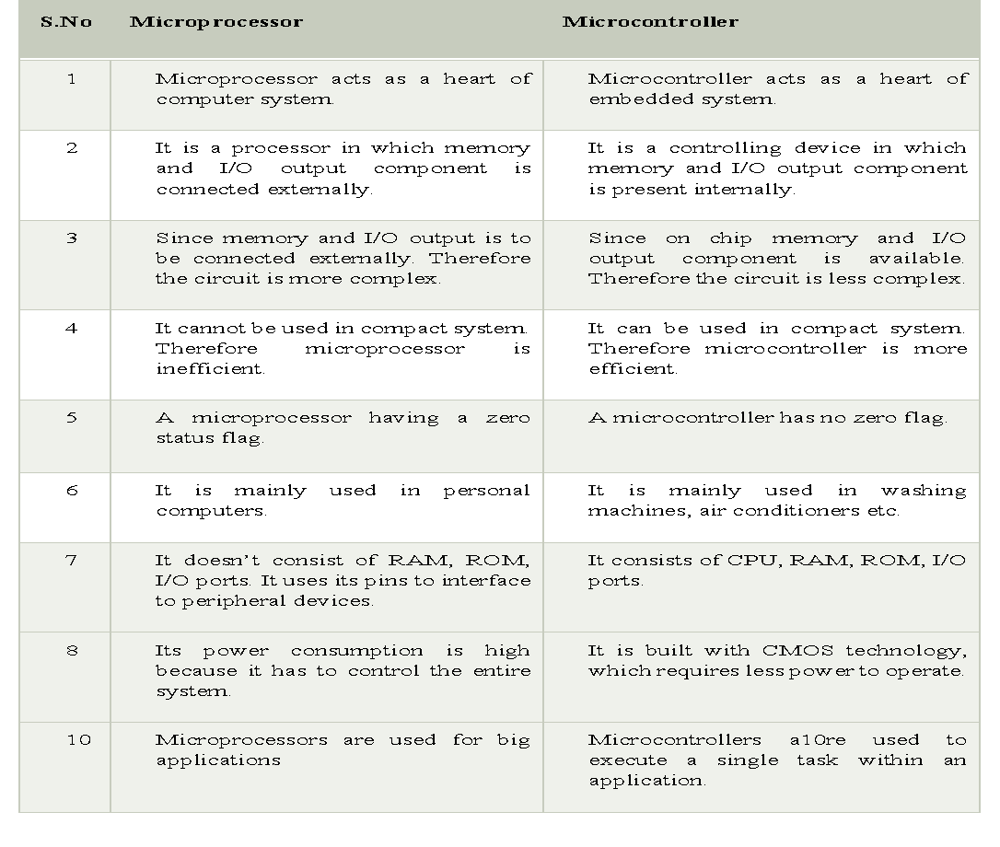 S.No Microprocessor Microcontroller
1 Microprocessor acts as a heart of computer system. Microcontroller acts as a heart of embedded system.
2 It is a processor in which memory and I/O output component is connected externally. It is a controlling device in which memory and I/O output component is present internally.
3 Since memory and I/O output is to be connected externally. Therefore the circuit is more complex. Since on chip memory and I/O output component is available. Therefore the circuit is less complex.
4 It cannot be used in compact system. Therefore microprocessor is inefficient. It can be used in compact system. Therefore microcontroller is more efficient.
5 A microprocessor having a zero status flag. A microcontroller has no zero flag.
6 It is mainly used in personal computers. It is mainly used in washing machines, air conditioners etc.
7 It doesn't consist of RAM, ROM, I/O ports. It uses its pins to interface to peripheral devices. It consists of CPU, RAM, ROM, I/O ports.
8 Its power consumption is high because it has to control the entire system. It is built with CMOS technology, which requires less power to operate.
10 Microprocessors are used for big applications Microcontrollers a10re used to execute a single task within an application.